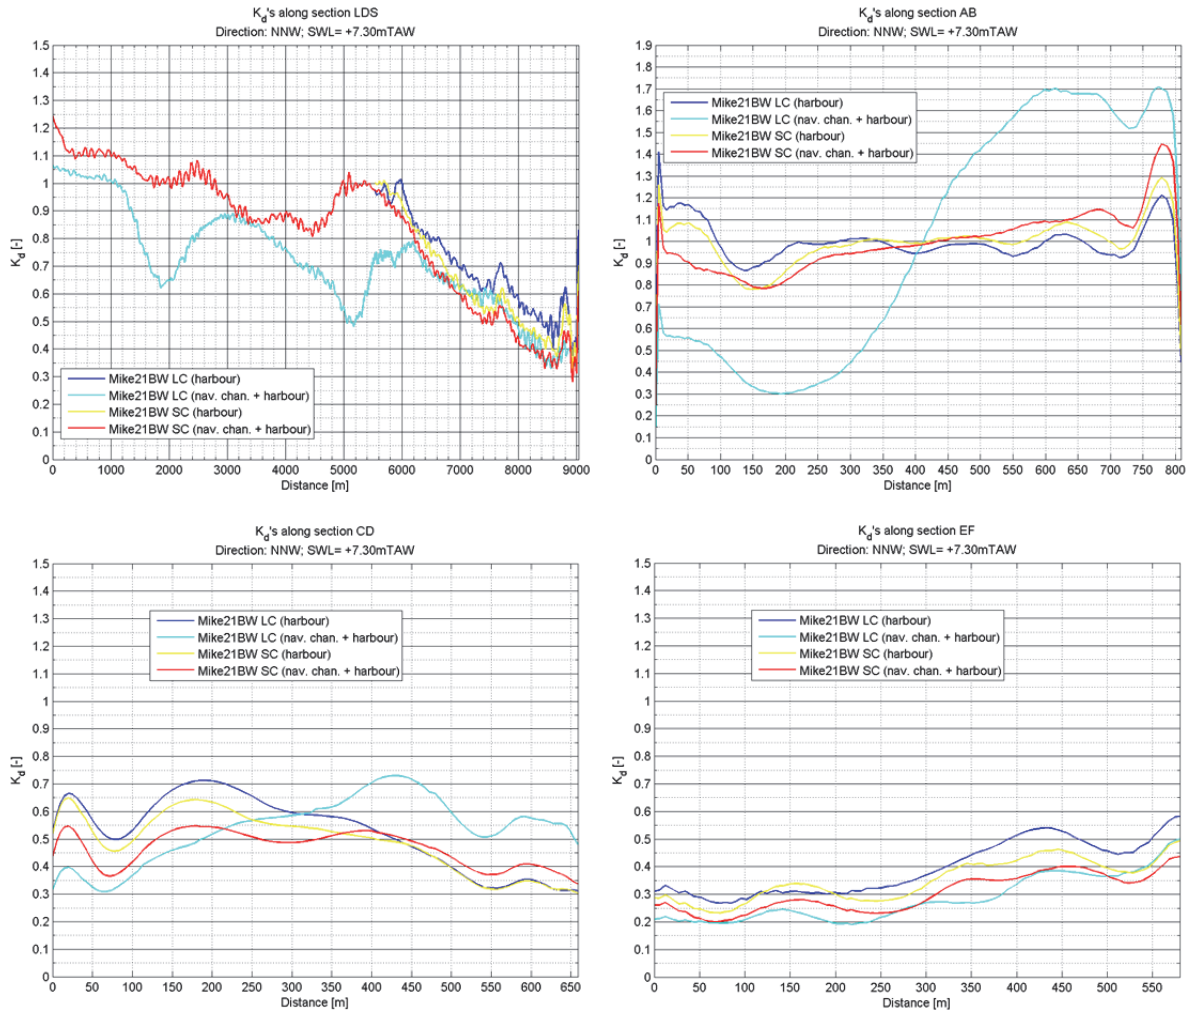 K_d's along section LDS
Direction: NNW; SWL= +7.30mTAW
1.5
1.4
1.3
1.2
1.1
1
0.9
0.8
0.7
0.6
0.5
0.4
0.3
0.2
0.1
0
K_d [-]
Mike21BW LC (harbour)
Mike21BW LC (nav. chan. + harbour)
Mike21BW SC (harbour)
Mike21BW SC (nav. chan. + harbour)
0 1000 2000 3000 4000 5000 6000 7000 8000 9000
Distance [m]
K_d's along section AB
Direction: NNW; SWL= +7.30mTAW
1.9
1.8
1.7
1.6
1.5
1.4
1.3
1.2
1.1
1
0.9
0.8
0.7
0.6
0.5
0.4
0.3
0.2
0.1
0
K_d [-]
Mike21BW LC (harbour)
Mike21BW LC (nav. chan. + harbour)
Mike21BW SC (harbour)
Mike21BW SC (nav. chan. + harbour)
0 50 100 150 200 250 300 350 400 450 500 550 600 650 700 750 800
Distance [m]
K_d's along section CD
Direction: NNW; SWL= +7.30mTAW
1.5
1.4
1.3
1.2
1.1
1
0.9
0.8
0.7
0.6
0.5
0.4
0.3
0.2
0.1
0
K_d [-]
Mike21BW LC (harbour)
Mike21BW LC (nav. chan. + harbour)
Mike21BW SC (harbour)
Mike21BW SC (nav. chan. + harbour)
0 50 100 150 200 250 300 350 400 450 500 550 600 650
Distance [m]
K_d's along section EF
Direction: NNW; SWL= +7.30mTAW
1.5
1.4
1.3
1.2
1.1
1
0.9
0.8
0.7
0.6
0.5
0.4
0.3
0.2
0.1
0
K_d [-]
Mike21BW LC (harbour)
Mike21BW LC (nav. chan. + harbour)
Mike21BW SC (harbour)
Mike21BW SC (nav. chan. + harbour)
0 50 100 150 200 250 300 350 400 450 500 550
Distance [m]